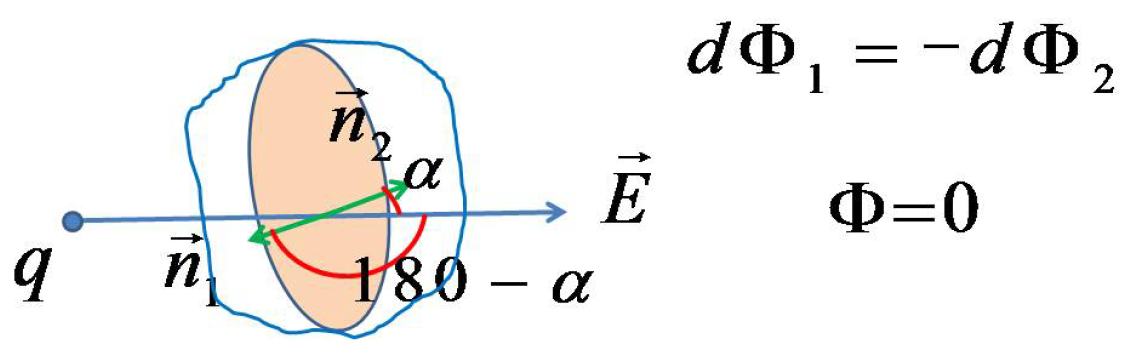 dΦ₁ = −dΦ₂
n⃗₂
α
E⃗
Φ=0
q
n⃗₁
180 − α